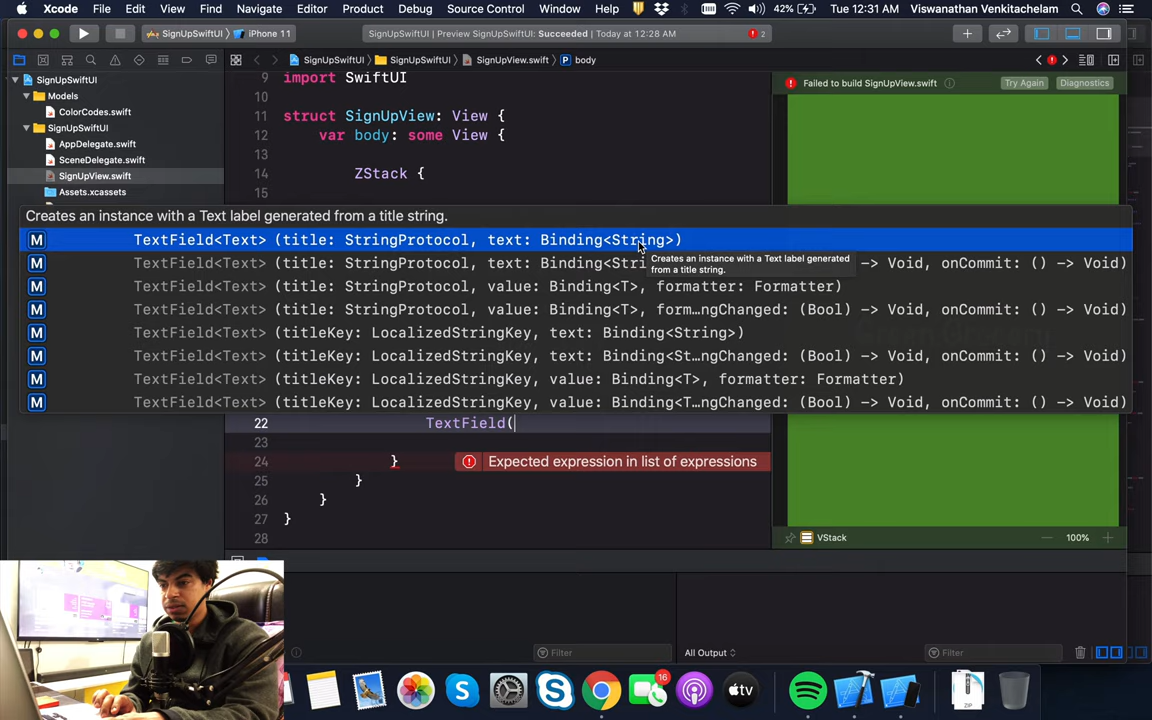 Xcode File Edit View Find Navigate Editor Product Debug Source Control Window Help 42% Tue 12:31 AM Viswanathan Venkitachelam
SignUpSwiftUI iPhone 11 SignUpSwiftUI | Preview SignUpSwiftUI: Succeeded | Today at 12:28 AM 2
SignUpSwiftUI SignUpSwiftUI SignUpView.swift body
SignUpSwiftUI
Models
ColorCodes.swift
SignUpSwiftUI
AppDelegate.swift
SceneDelegate.swift
SignUpView.swift
Assets.xcassets
9 import SwiftUI
10
11 struct SignUpView: View {
12 var body: some View {
13
14 ZStack {
15
Failed to build SignUpView.swift Try Again Diagnostics
Creates an instance with a Text label generated from a title string.
M TextField<Text> (title: StringProtocol, text: Binding<String>)
M TextField<Text> (title: StringProtocol, text: Binding<Stri -> Void, onCommit: () -> Void)
Creates an instance with a Text label generated
from a title string.
M TextField<Text> (title: StringProtocol, value: Binding<T>, formatter: Formatter)
M TextField<Text> (title: StringProtocol, value: Binding<T>, form…ngChanged: (Bool) -> Void, onCommit: () -> Void)
M TextField<Text> (titleKey: LocalizedStringKey, text: Binding<String>)
M TextField<Text> (titleKey: LocalizedStringKey, text: Binding<St…ngChanged: (Bool) -> Void, onCommit: () -> Void)
M TextField<Text> (titleKey: LocalizedStringKey, value: Binding<T>, formatter: Formatter)
M TextField<Text> (titleKey: LocalizedStringKey, value: Binding<T…ngChanged: (Bool) -> Void, onCommit: () -> Void)
22 TextField(
23
24 } Expected expression in list of expressions
25 }
26 }
27 }
28
VStack 100%
Filter All Output Filter
16
ZIP